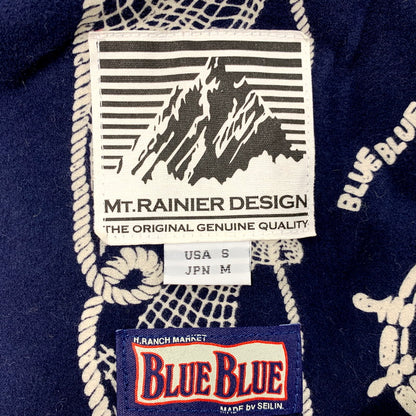 MT.RAINIER DESIGN
THE ORIGINAL GENUINE QUALITY
USA S
JPN M
BLUE BLUE
H.RANCH MARKET
BLUE BLUE
MADE by SEILIN.